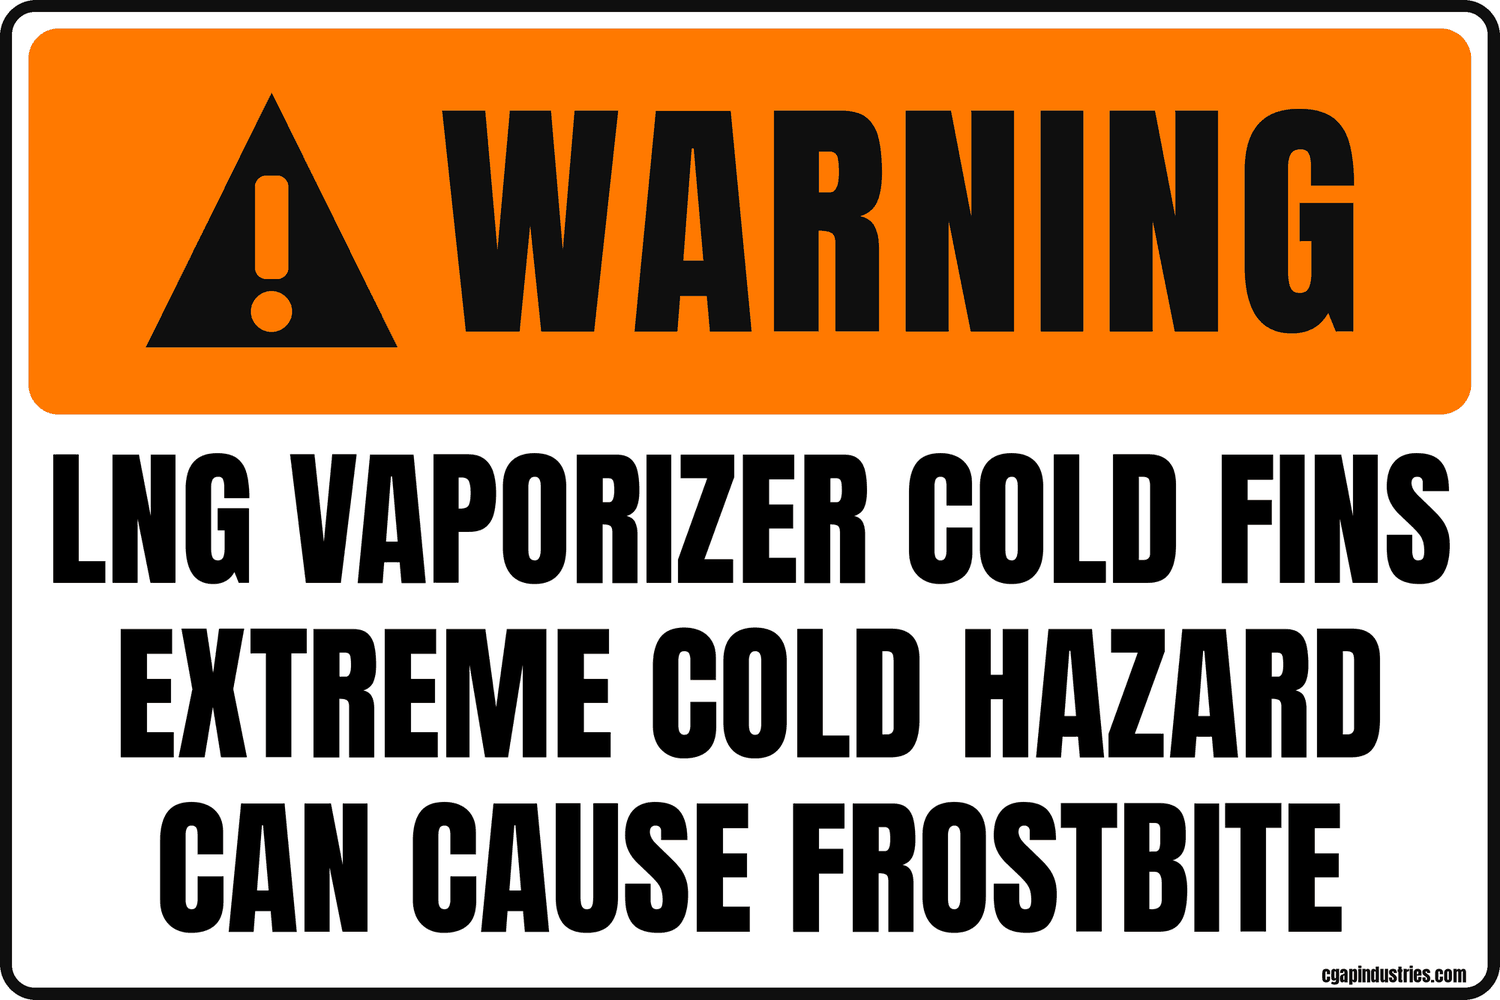 WARNING
LNG VAPORIZER COLD FINS
EXTREME COLD HAZARD
CAN CAUSE FROSTBITE
cgapindustries.com